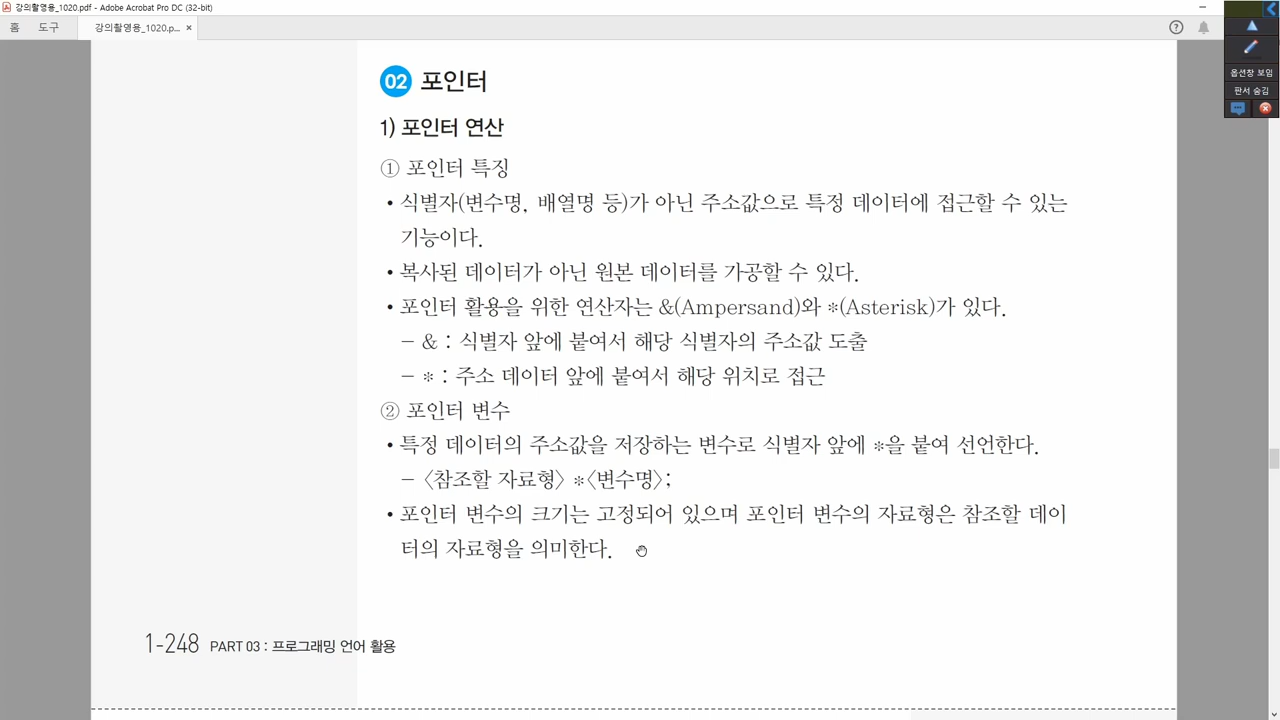 강의촬영용_1020.pdf - Adobe Acrobat Pro DC (32-bit)
홈 도구 강의촬영용_1020.p... ×
옵션창 보임
판서 숨김
02 포인터
1) 포인터 연산
① 포인터 특징
• 식별자(변수명, 배열명 등)가 아닌 주소값으로 특정 데이터에 접근할 수 있는
기능이다.
• 복사된 데이터가 아닌 원본 데이터를 가공할 수 있다.
• 포인터 활용을 위한 연산자는 &(Ampersand)와 *(Asterisk)가 있다.
- & : 식별자 앞에 붙여서 해당 식별자의 주소값 도출
- * : 주소 데이터 앞에 붙여서 해당 위치로 접근
② 포인터 변수
• 특정 데이터의 주소값을 저장하는 변수로 식별자 앞에 *을 붙여 선언한다.
- 〈참조할 자료형〉 *〈변수명〉;
• 포인터 변수의 크기는 고정되어 있으며 포인터 변수의 자료형은 참조할 데이
터의 자료형을 의미한다.
1-248 PART 03 : 프로그래밍 언어 활용